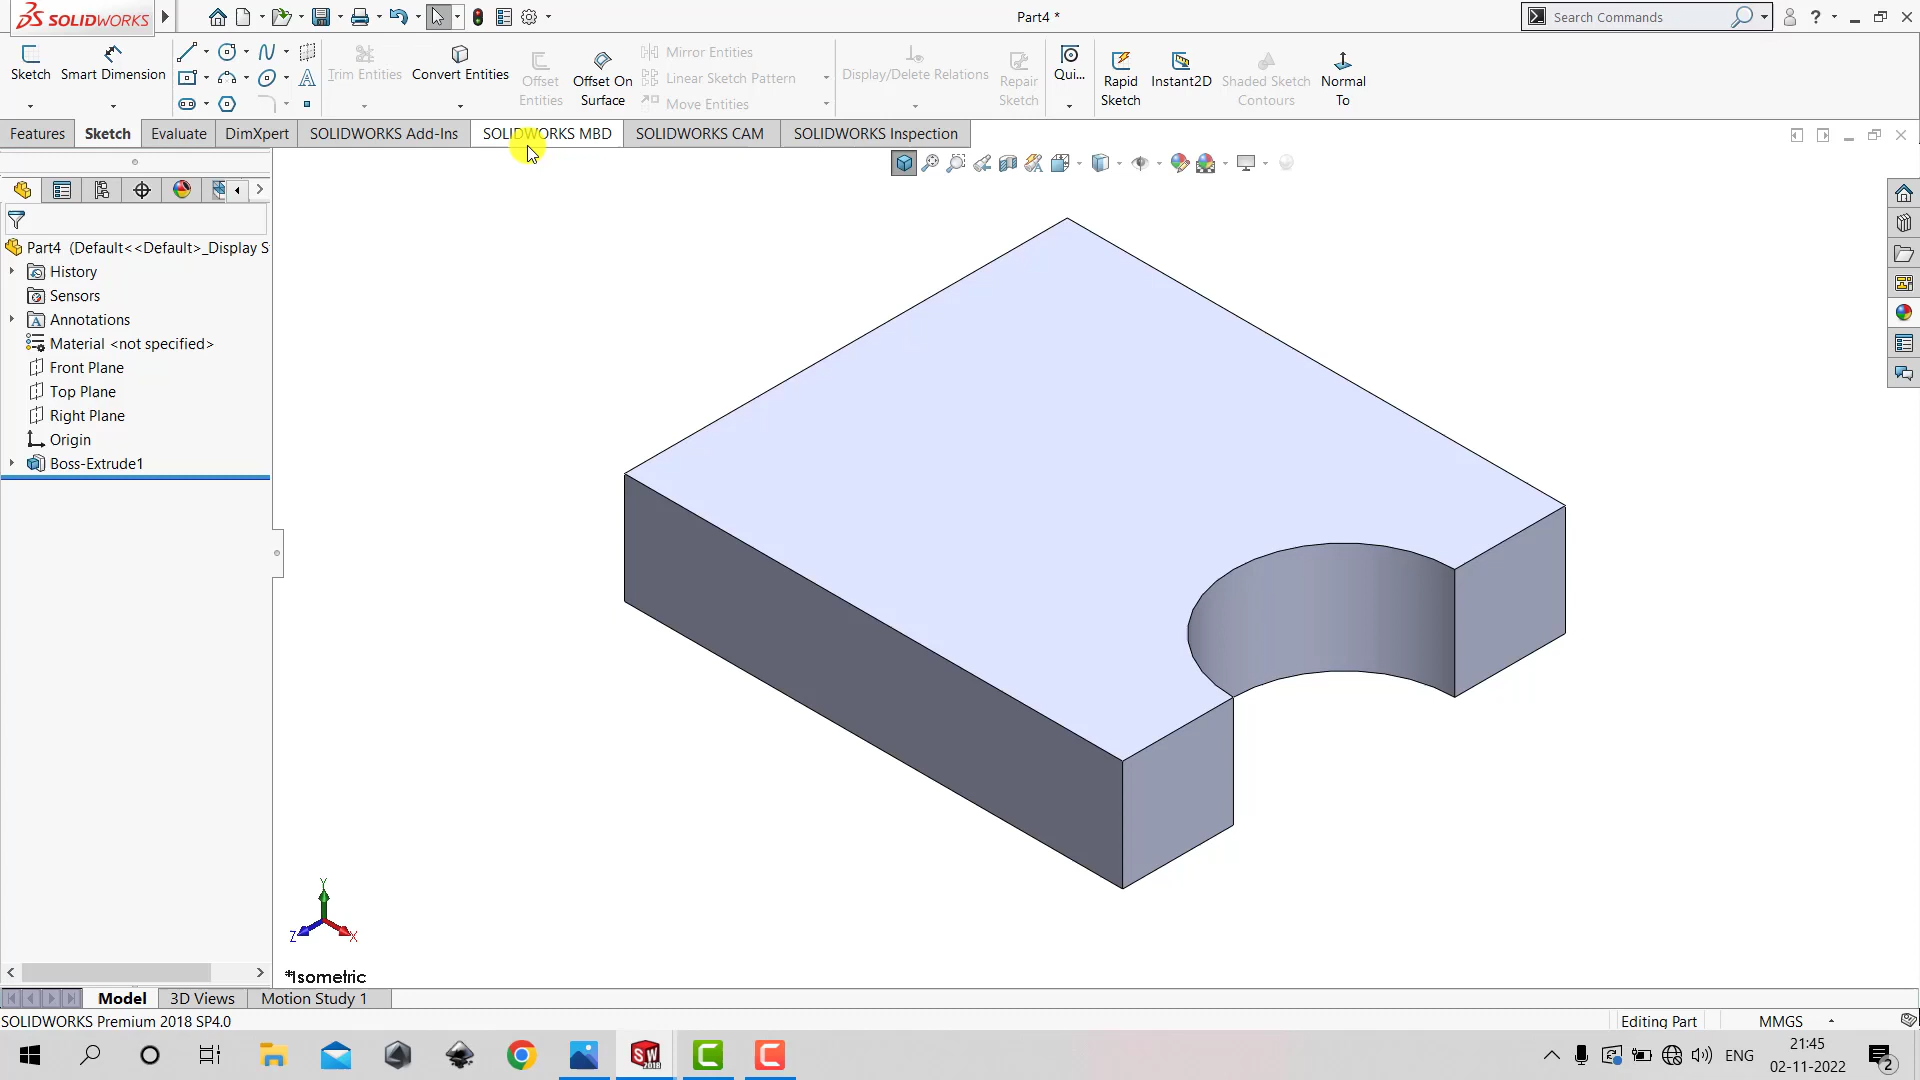 SOLIDWORKS
Part4 *
Search Commands
?
Sketch
Smart Dimension
Trim Entities
Convert Entities
Offset
Entities
Offset On
Surface
Mirror Entities
Linear Sketch Pattern
Move Entities
Display/Delete Relations
Repair
Sketch
Qui...
Rapid
Sketch
Instant2D
Shaded Sketch
Contours
Normal
To
Features
Sketch
Evaluate
DimXpert
SOLIDWORKS Add-Ins
SOLIDWORKS MBD
SOLIDWORKS CAM
SOLIDWORKS Inspection
Part4 (Default<<Default>_Display S
History
Sensors
Annotations
Material <not specified>
Front Plane
Top Plane
Right Plane
Origin
Boss-Extrude1
Y
Z
X
*Isometric
Model
3D Views
Motion Study 1
SOLIDWORKS Premium 2018 SP4.0
Editing Part
MMGS
SW
2018
C
C
ENG
21:45
02-11-2022
2